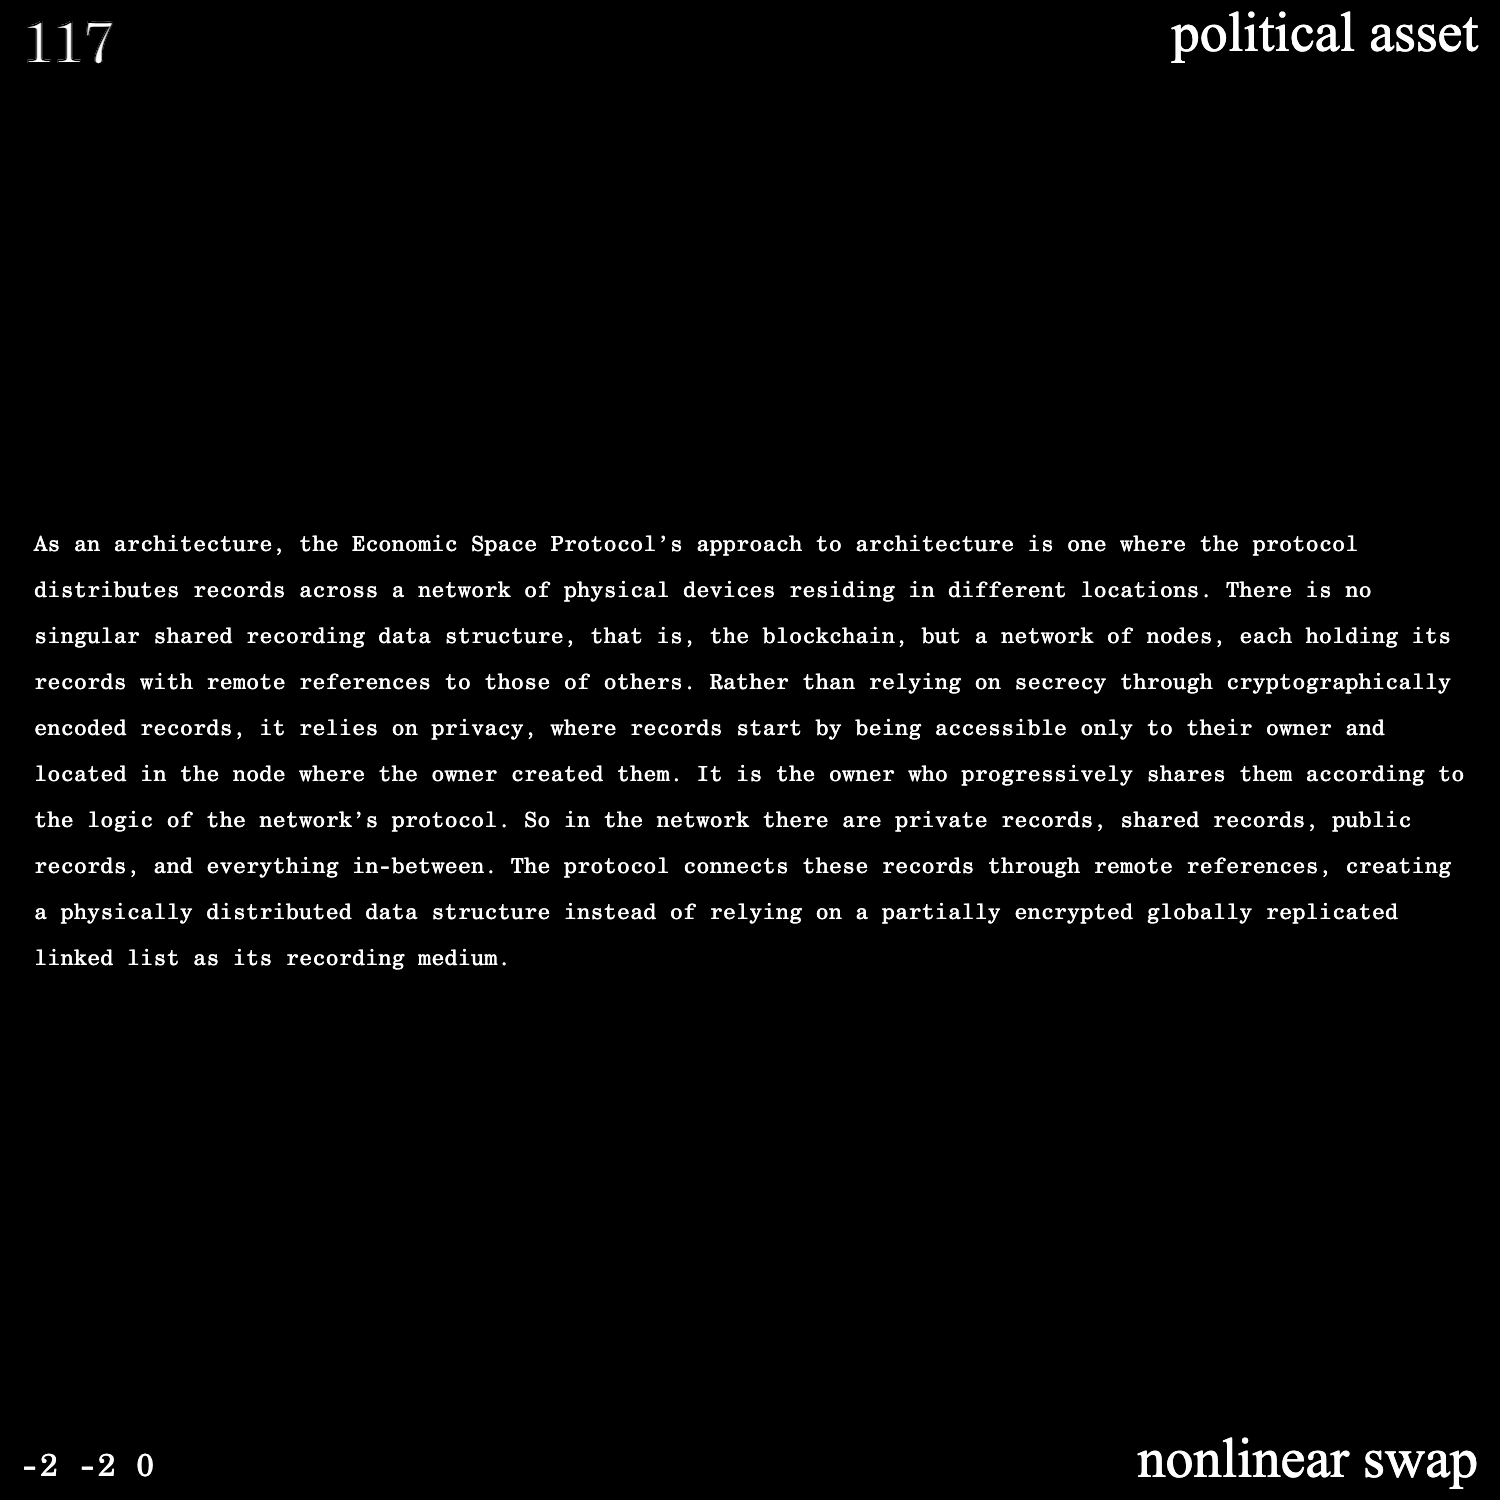 117
political asset
As an architecture, the Economic Space Protocol’s approach to architecture is one where the protocol
distributes records across a network of physical devices residing in different locations. There is no
singular shared recording data structure, that is, the blockchain, but a network of nodes, each holding its
records with remote references to those of others. Rather than relying on secrecy through cryptographically
encoded records, it relies on privacy, where records start by being accessible only to their owner and
located in the node where the owner created them. It is the owner who progressively shares them according to
the logic of the network’s protocol. So in the network there are private records, shared records, public
records, and everything in-between. The protocol connects these records through remote references, creating
a physically distributed data structure instead of relying on a partially encrypted globally replicated
linked list as its recording medium.
-2 -2 0
nonlinear swap